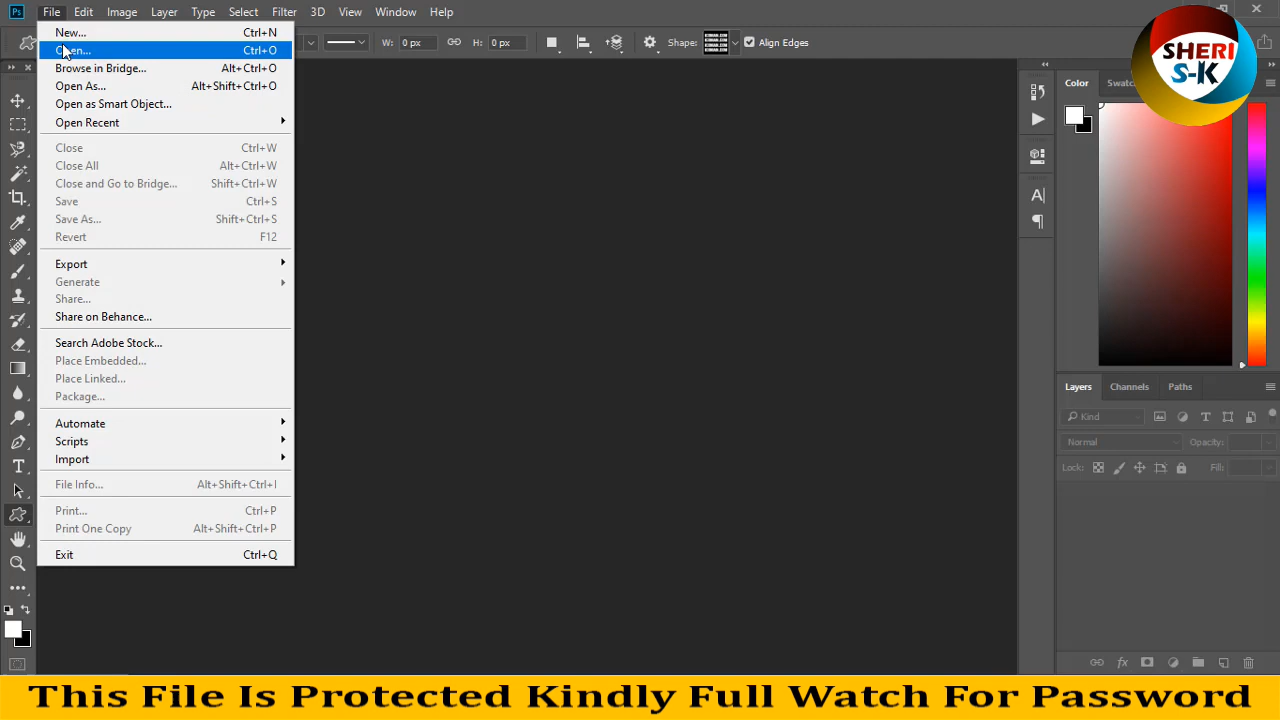 Ps File Edit Image Layer Type Select Filter 3D View Window Help
W: 0 px H: 0 px Shape: Align Edges
New... Ctrl+N
Open... Ctrl+O
Browse in Bridge... Alt+Ctrl+O
Open As... Alt+Shift+Ctrl+O
Open as Smart Object...
Open Recent
Close Ctrl+W
Close All Alt+Ctrl+W
Close and Go to Bridge... Shift+Ctrl+W
Save Ctrl+S
Save As... Shift+Ctrl+S
Revert F12
Export
Generate
Share...
Share on Behance...
Search Adobe Stock...
Place Embedded...
Place Linked...
Package...
Automate
Scripts
Import
File Info... Alt+Shift+Ctrl+I
Print... Ctrl+P
Print One Copy Alt+Shift+Ctrl+P
Exit Ctrl+Q
SHERI
S-K
Color
Layers Channels Paths
Kind
Normal Opacity:
Lock: Fill:
This File Is Protected Kindly Full Watch For Password